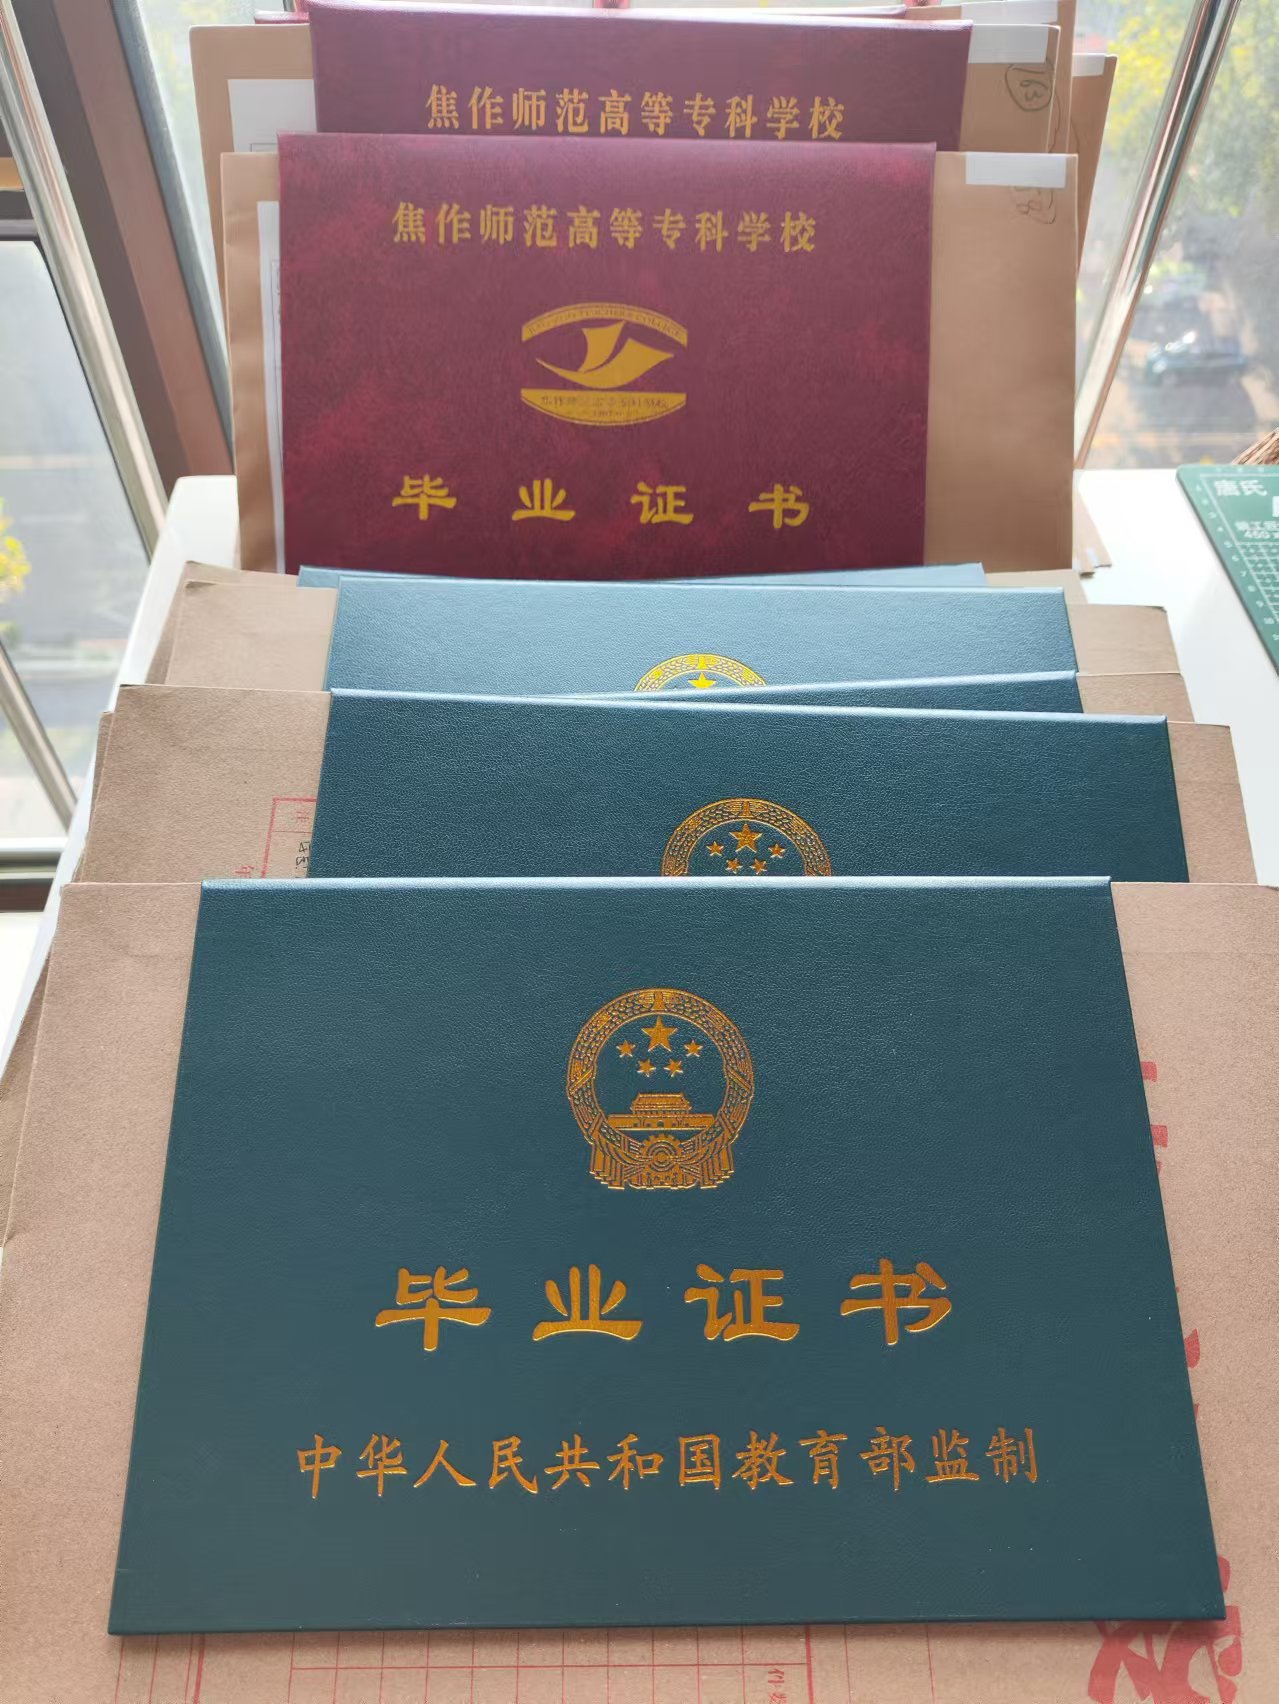 焦作师范高等专科学校
焦作师范高等专科学校
毕业证书
唐氏
毕业证书
中华人民共和国教育部监制